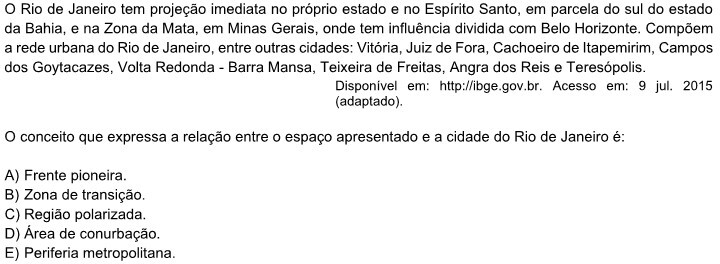 O Rio de Janeiro tem projeção imediata no próprio estado e no Espírito Santo, em parcela do sul do estado
da Bahia, e na Zona da Mata, em Minas Gerais, onde tem influência dividida com Belo Horizonte. Compõem
a rede urbana do Rio de Janeiro, entre outras cidades: Vitória, Juiz de Fora, Cachoeiro de Itapemirim, Campos
dos Goytacazes, Volta Redonda - Barra Mansa, Teixeira de Freitas, Angra dos Reis e Teresópolis.
Disponível em: http://ibge.gov.br. Acesso em: 9 jul. 2015
(adaptado).
O conceito que expressa a relação entre o espaço apresentado e a cidade do Rio de Janeiro é:
A) Frente pioneira.
B) Zona de transição.
C) Região polarizada.
D) Área de conurbação.
E) Periferia metropolitana.